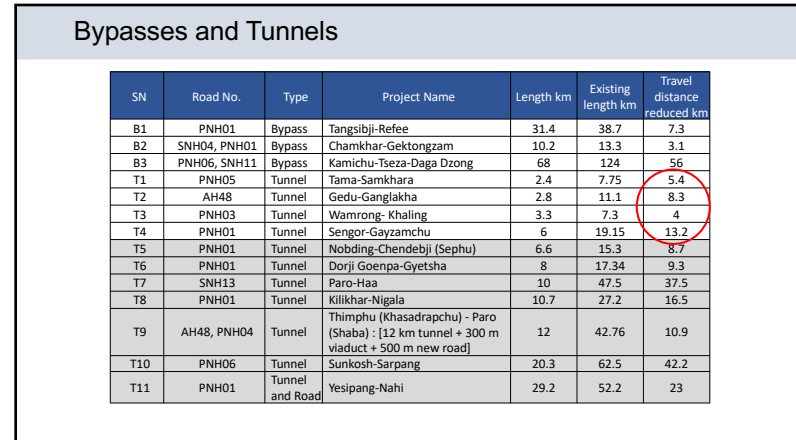 Bypasses and Tunnels
SN Road No. Type Project Name Length km Existing length km Travel distance reduced km
B1 PNH01 Bypass Tangsibji-Refee 31.4 38.7 7.3
B2 SNH04, PNH01 Bypass Chamkhar-Gektongzam 10.2 13.3 3.1
B3 PNH06, SNH11 Bypass Kamichu-Tseza-Daga Dzong 68 124 56
T1 PNH05 Tunnel Tama-Samkhara 2.4 7.75 5.4
T2 AH48 Tunnel Gedu-Ganglakha 2.8 11.1 8.3
T3 PNH03 Tunnel Wamrong- Khaling 3.3 7.3 4
T4 PNH01 Tunnel Sengor-Gayzamchu 6 19.15 13.2
T5 PNH01 Tunnel Nobding-Chendebji (Sephu) 6.6 15.3 8.7
T6 PNH01 Tunnel Dorji Goenpa-Gyetsha 8 17.34 9.3
T7 SNH13 Tunnel Paro-Haa 10 47.5 37.5
T8 PNH01 Tunnel Kilikhar-Nigala 10.7 27.2 16.5
T9 AH48, PNH04 Tunnel Thimphu (Khasadrapchu) - Paro (Shaba) : [12 km tunnel + 300 m viaduct + 500 m new road] 12 42.76 10.9
T10 PNH06 Tunnel Sunkosh-Sarpang 20.3 62.5 42.2
T11 PNH01 Tunnel and Road Yesipang-Nahi 29.2 52.2 23